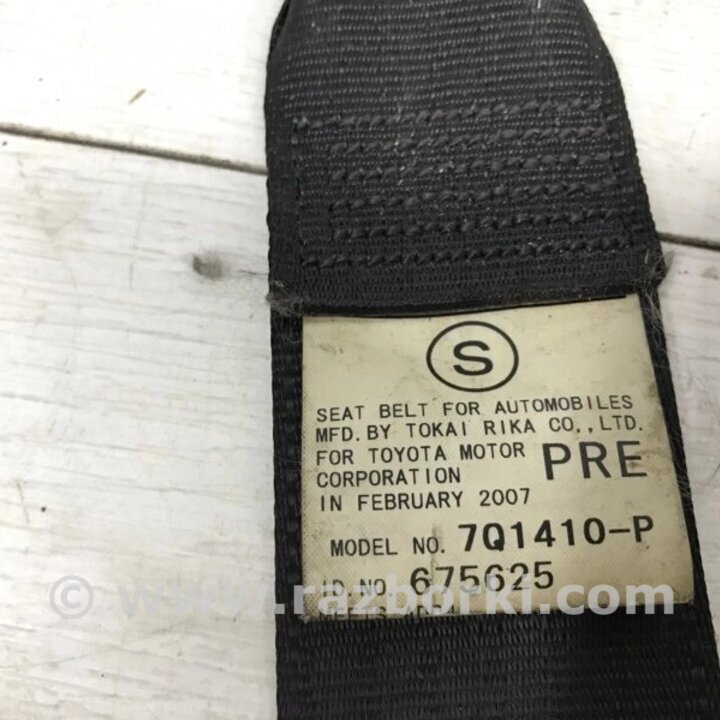 S
SEAT BELT FOR AUTOMOBILES
MFD. BY TOKAI RIKA CO., LTD.
FOR TOYOTA MOTOR
CORPORATION PRE
IN FEBRUARY 2007
MODEL NO. 7Q1410-P
ID. NO. 675625
© www.razborki.com